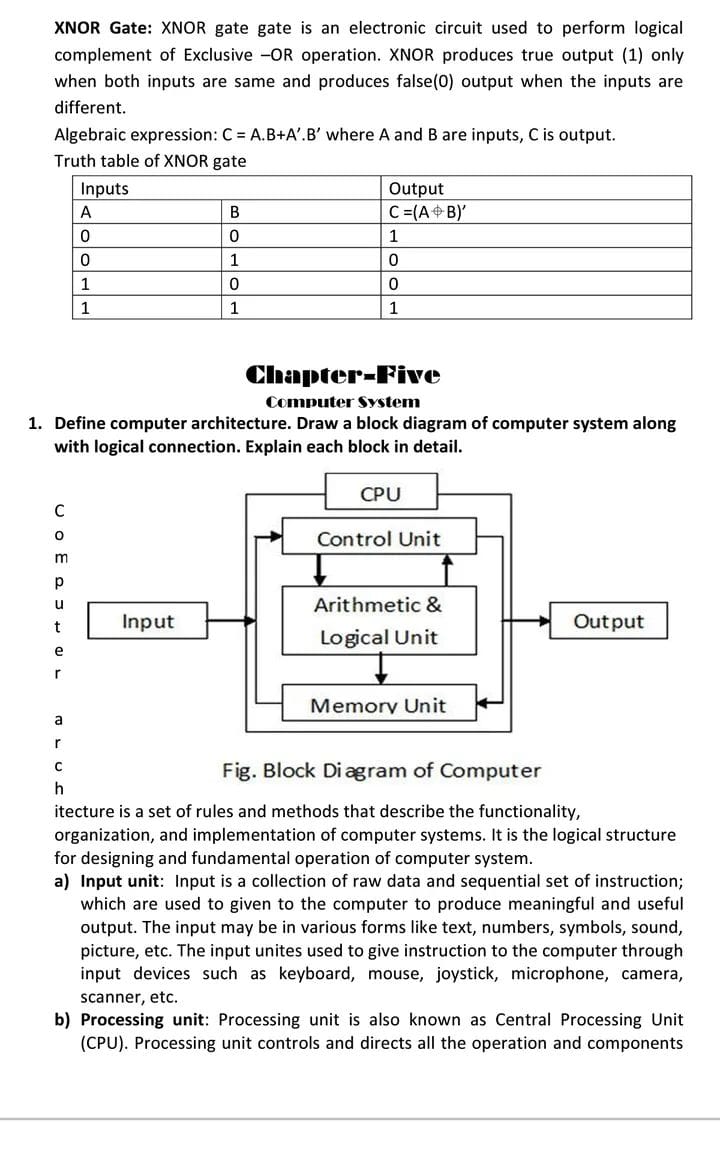 XNOR Gate: XNOR gate gate is an electronic circuit used to perform logical
complement of Exclusive –OR operation. XNOR produces true output (1) only
when both inputs are same and produces false(0) output when the inputs are
different.
Algebraic expression: C = A.B+A’.B’ where A and B are inputs, C is output.
Truth table of XNOR gate
Inputs Output
A B C =(A⊕B)’
0 0 1
0 1 0
1 0 0
1 1 1
Chapter-Five
Computer System
1. Define computer architecture. Draw a block diagram of computer system along
with logical connection. Explain each block in detail.
CPU
Control Unit
Arithmetic &
Logical Unit
Input
Output
Memory Unit
Fig. Block Diagram of Computer
C
o
m
p
u
t
e
r
a
r
c
h
itecture is a set of rules and methods that describe the functionality,
organization, and implementation of computer systems. It is the logical structure
for designing and fundamental operation of computer system.
a) Input unit: Input is a collection of raw data and sequential set of instruction;
which are used to given to the computer to produce meaningful and useful
output. The input may be in various forms like text, numbers, symbols, sound,
picture, etc. The input unites used to give instruction to the computer through
input devices such as keyboard, mouse, joystick, microphone, camera,
scanner, etc.
b) Processing unit: Processing unit is also known as Central Processing Unit
(CPU). Processing unit controls and directs all the operation and components